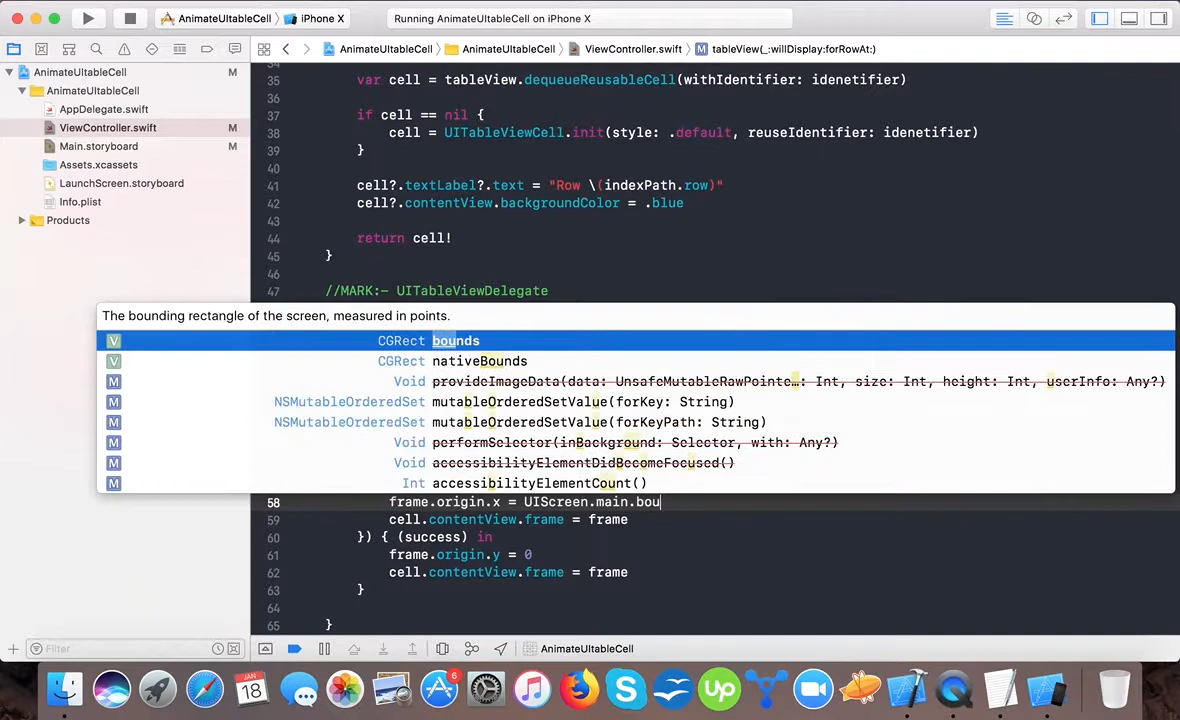 AnimateUItableCell iPhone X
Running AnimateUItableCell on iPhone X
AnimateUItableCell AnimateUItableCell ViewController.swift M tableView(_:willDisplay:forRowAt:)
AnimateUItableCell M
AnimateUItableCell
AppDelegate.swift
ViewController.swift M
Main.storyboard M
Assets.xcassets
LaunchScreen.storyboard
Info.plist
Products
34
35 var cell = tableView.dequeueReusableCell(withIdentifier: idenetifier)
36
37 if cell == nil {
38 cell = UITableViewCell.init(style: .default, reuseIdentifier: idenetifier)
39 }
40
41 cell?.textLabel?.text = "Row \(indexPath.row)"
42 cell?.contentView.backgroundColor = .blue
43
44 return cell!
45 }
46
47 //MARK:- UITableViewDelegate
The bounding rectangle of the screen, measured in points.
V CGRect bounds
V CGRect nativeBounds
M Void provideImageData(data: UnsafeMutableRawPointe…: Int, size: Int, height: Int, userInfo: Any?)
M NSMutableOrderedSet mutableOrderedSetValue(forKey: String)
M NSMutableOrderedSet mutableOrderedSetValue(forKeyPath: String)
M Void performSelector(inBackground: Selector, with: Any?)
M Void accessibilityElementDidBecomeFocused()
M Int accessibilityElementCount()
58 frame.origin.x = UIScreen.main.bou
59 cell.contentView.frame = frame
60 }) { (success) in
61 frame.origin.y = 0
62 cell.contentView.frame = frame
63 }
64
65 }
Filter
AnimateUItableCell
JAN
18
6
Up